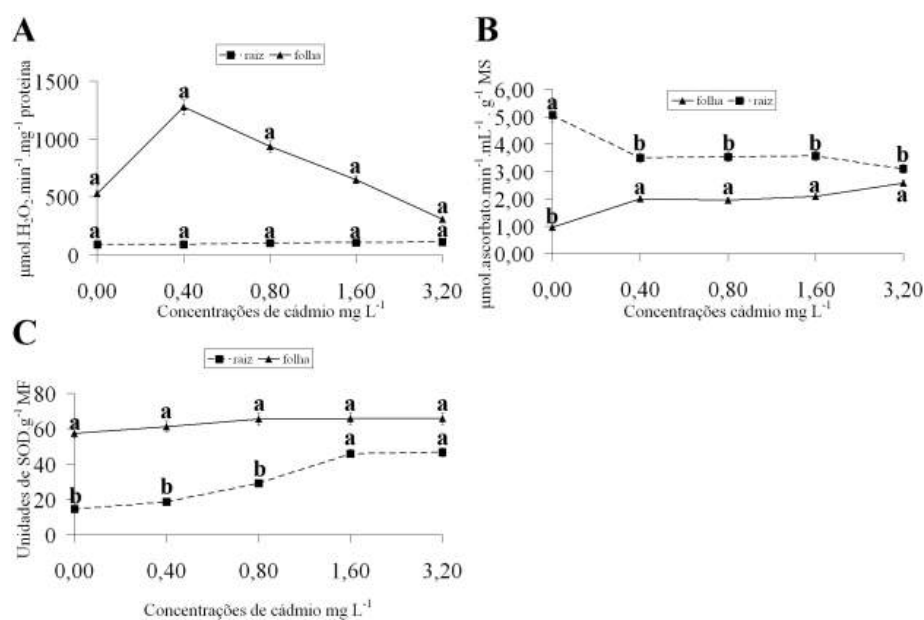 A
raiz folha
µmol.H₂O₂.min⁻¹.mg⁻¹ proteína
1500
1000
500
0
a
a
a
a
a
a
a
a
a
a
0,00 0,40 0,80 1,60 3,20
Concentrações de cádmio mg L⁻¹
B
folha raiz
µmol.ascorbato.min⁻¹.mL⁻¹. g⁻¹ MS
6,00
5,00
4,00
3,00
2,00
1,00
0,00
a
b
b
b
b
b
a
a
a
a
0,00 0,40 0,80 1,60 3,20
Concentrações cádmio mg L⁻¹
C
raiz folha
Unidades de SOD.g⁻¹ MF
80
60
40
20
0
a
a
a
a
a
b
b
b
a
a
0,00 0,40 0,80 1,60 3,20
Concentrações de cádmio mg L⁻¹